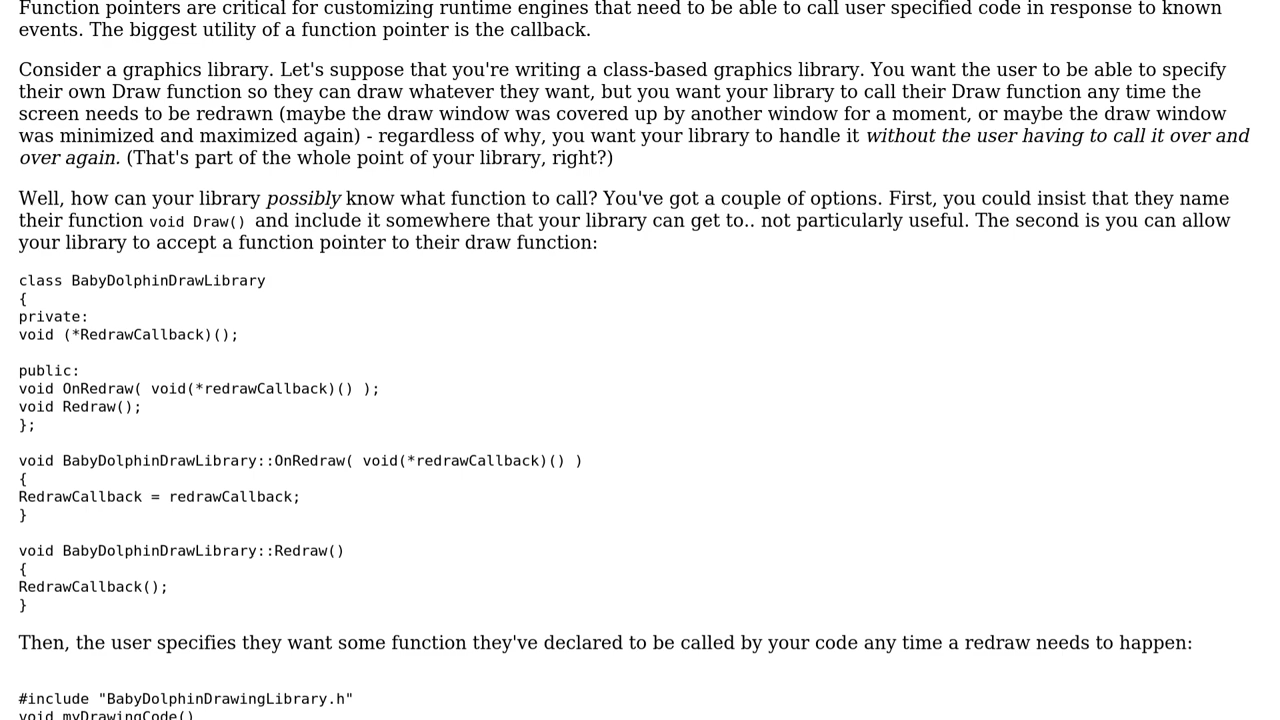 Function pointers are critical for customizing runtime engines that need to be able to call user specified code in response to known
events. The biggest utility of a function pointer is the callback.
Consider a graphics library. Let's suppose that you're writing a class-based graphics library. You want the user to be able to specify
their own Draw function so they can draw whatever they want, but you want your library to call their Draw function any time the
screen needs to be redrawn (maybe the draw window was covered up by another window for a moment, or maybe the draw window
was minimized and maximized again) - regardless of why, you want your library to handle it without the user having to call it over and
over again. (That's part of the whole point of your library, right?)
Well, how can your library possibly know what function to call? You've got a couple of options. First, you could insist that they name
their function void Draw() and include it somewhere that your library can get to.. not particularly useful. The second is you can allow
your library to accept a function pointer to their draw function:
class BabyDolphinDrawLibrary
{
private:
void (*RedrawCallback)();
public:
void OnRedraw( void(*redrawCallback)() );
void Redraw();
};
void BabyDolphinDrawLibrary::OnRedraw( void(*redrawCallback)() )
{
RedrawCallback = redrawCallback;
}
void BabyDolphinDrawLibrary::Redraw()
{
RedrawCallback();
}
Then, the user specifies they want some function they've declared to be called by your code any time a redraw needs to happen:
#include "BabyDolphinDrawingLibrary.h"
void myDrawingCode()